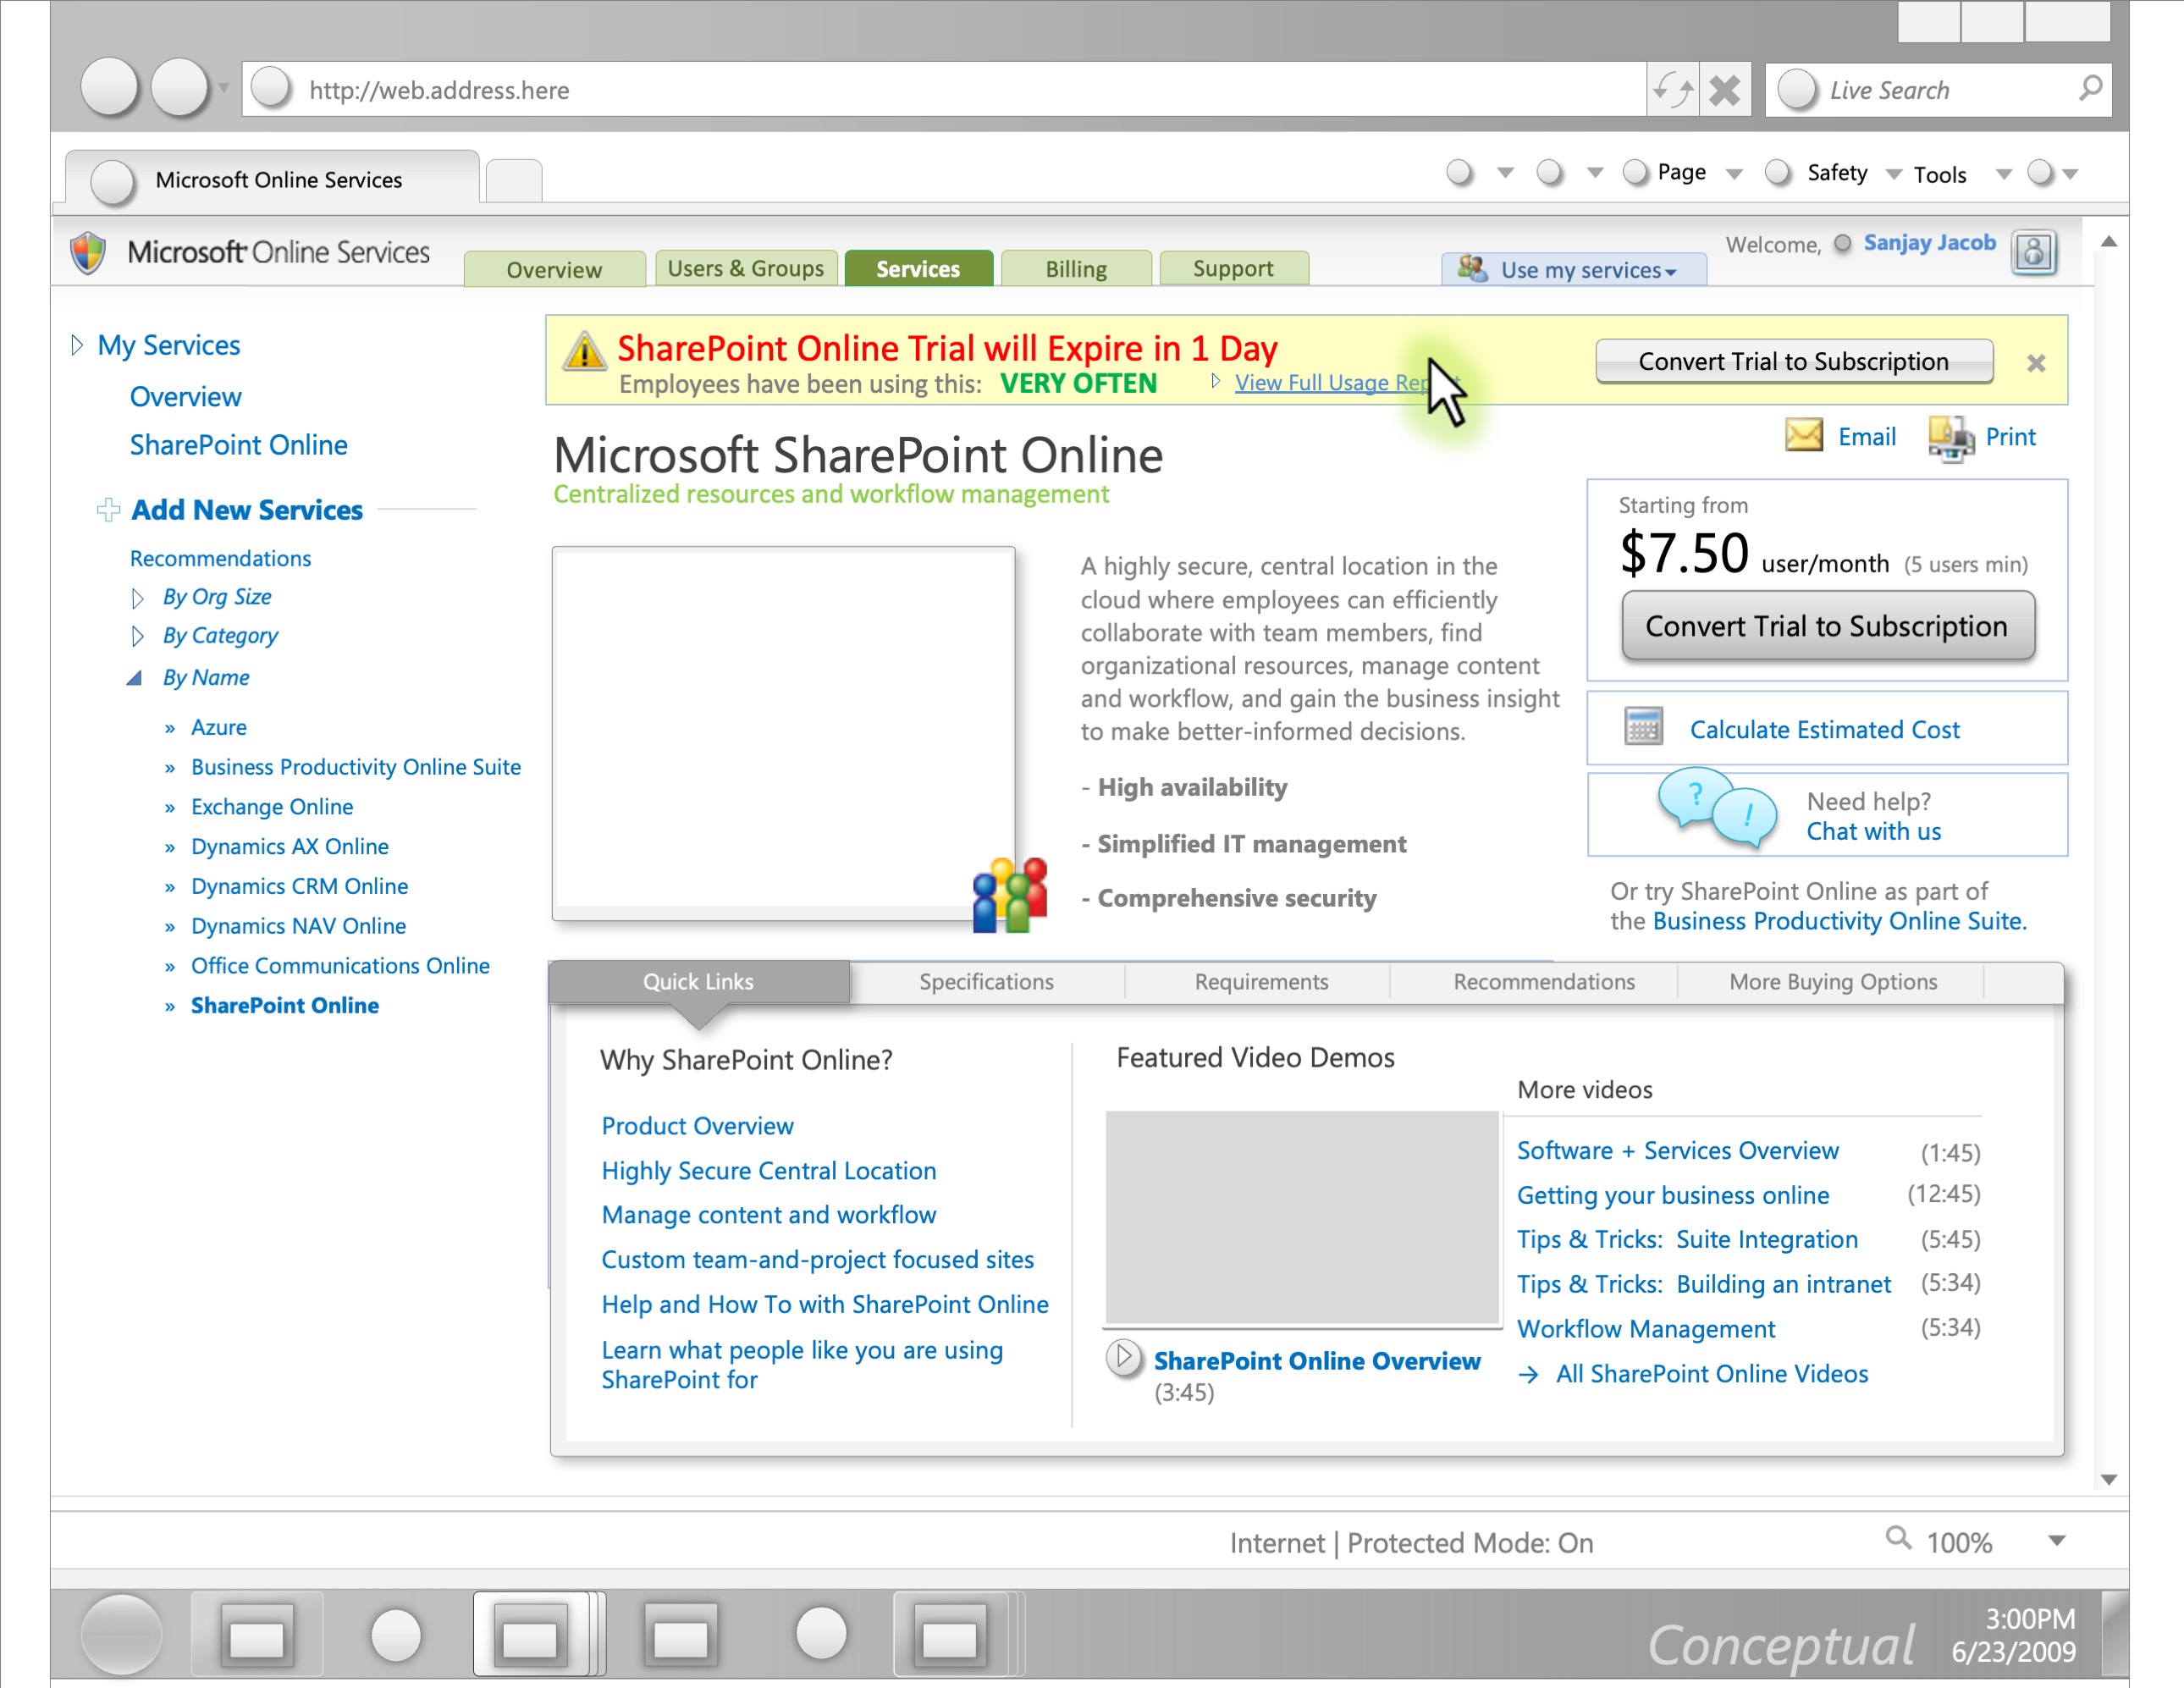 http://web.address.here
Live Search
Microsoft Online Services
Page
Safety
Tools
Microsoft Online Services
Overview
Users & Groups
Services
Billing
Support
Use my services
Welcome,
Sanjay Jacob
My Services
Overview
SharePoint Online
Add New Services
Recommendations
By Org Size
By Category
By Name
» Azure
» Business Productivity Online Suite
» Exchange Online
» Dynamics AX Online
» Dynamics CRM Online
» Dynamics NAV Online
» Office Communications Online
» SharePoint Online
SharePoint Online Trial will Expire in 1 Day
Employees have been using this: VERY OFTEN
View Full Usage
Convert Trial to Subscription
Email
Print
Microsoft SharePoint Online
Centralized resources and workflow management
A highly secure, central location in the
cloud where employees can efficiently
collaborate with team members, find
organizational resources, manage content
and workflow, and gain the business insight
to make better-informed decisions.
- High availability
- Simplified IT management
- Comprehensive security
Starting from
$7.50 user/month (5 users min)
Convert Trial to Subscription
Calculate Estimated Cost
? !
Need help?
Chat with us
Or try SharePoint Online as part of
the Business Productivity Online Suite.
Quick Links
Specifications
Requirements
Recommendations
More Buying Options
Why SharePoint Online?
Product Overview
Highly Secure Central Location
Manage content and workflow
Custom team-and-project focused sites
Help and How To with SharePoint Online
Learn what people like you are using
SharePoint for
Featured Video Demos
SharePoint Online Overview
(3:45)
More videos
Software + Services Overview (1:45)
Getting your business online (12:45)
Tips & Tricks: Suite Integration (5:45)
Tips & Tricks: Building an intranet (5:34)
Workflow Management (5:34)
→ All SharePoint Online Videos
Internet | Protected Mode: On
100%
Conceptual
3:00PM
6/23/2009